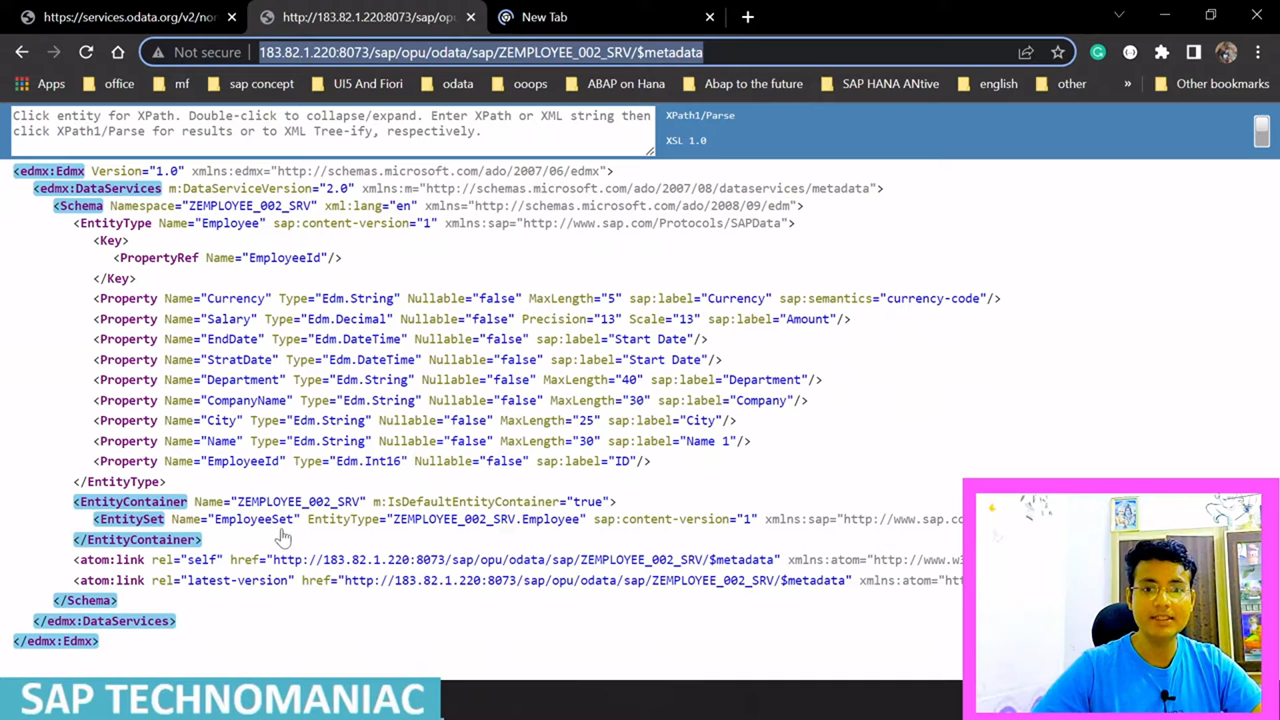 https://services.odata.org/v2/nor
http://183.82.1.220:8073/sap/opu/
New Tab
Not secure
183.82.1.220:8073/sap/opu/odata/sap/ZEMPLOYEE_002_SRV/$metadata
Apps office mf sap concept UI5 And Fiori odata ooops ABAP on Hana Abap to the future SAP HANA ANtive english other » Other bookmarks
Click entity for XPath. Double-click to collapse/expand. Enter XPath or XML string then
click XPath1/Parse for results or to XML Tree-ify, respectively.
XPath1/Parse
XSL 1.0
<edmx:Edmx Version="1.0" xmlns:edmx="http://schemas.microsoft.com/ado/2007/06/edmx">
<edmx:DataServices m:DataServiceVersion="2.0" xmlns:m="http://schemas.microsoft.com/ado/2007/08/dataservices/metadata">
<Schema Namespace="ZEMPLOYEE_002_SRV" xml:lang="en" xmlns="http://schemas.microsoft.com/ado/2008/09/edm">
<EntityType Name="Employee" sap:content-version="1" xmlns:sap="http://www.sap.com/Protocols/SAPData">
<Key>
<PropertyRef Name="EmployeeId"/>
</Key>
<Property Name="Currency" Type="Edm.String" Nullable="false" MaxLength="5" sap:label="Currency" sap:semantics="currency-code"/>
<Property Name="Salary" Type="Edm.Decimal" Nullable="false" Precision="13" Scale="13" sap:label="Amount"/>
<Property Name="EndDate" Type="Edm.DateTime" Nullable="false" sap:label="Start Date"/>
<Property Name="StratDate" Type="Edm.DateTime" Nullable="false" sap:label="Start Date"/>
<Property Name="Department" Type="Edm.String" Nullable="false" MaxLength="40" sap:label="Department"/>
<Property Name="CompanyName" Type="Edm.String" Nullable="false" MaxLength="30" sap:label="Company"/>
<Property Name="City" Type="Edm.String" Nullable="false" MaxLength="25" sap:label="City"/>
<Property Name="Name" Type="Edm.String" Nullable="false" MaxLength="30" sap:label="Name 1"/>
<Property Name="EmployeeId" Type="Edm.Int16" Nullable="false" sap:label="ID"/>
</EntityType>
<EntityContainer Name="ZEMPLOYEE_002_SRV" m:IsDefaultEntityContainer="true">
<EntitySet Name="EmployeeSet" EntityType="ZEMPLOYEE_002_SRV.Employee" sap:content-version="1" xmlns:sap="http://www.sap.co
</EntityContainer>
<atom:link rel="self" href="http://183.82.1.220:8073/sap/opu/odata/sap/ZEMPLOYEE_002_SRV/$metadata" xmlns:atom="http://www.w3
<atom:link rel="latest-version" href="http://183.82.1.220:8073/sap/opu/odata/sap/ZEMPLOYEE_002_SRV/$metadata" xmlns:atom="http
</Schema>
</edmx:DataServices>
</edmx:Edmx>
SAP TECHNOMANIAC